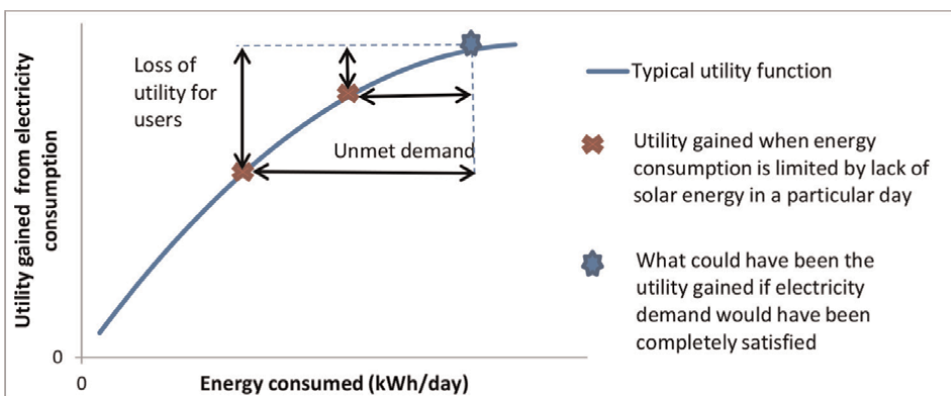 Utility gained from electricity
consumption
Loss of
utility for
users
Unmet demand
0
0
Energy consumed (kWh/day)
Typical utility function
Utility gained when energy
consumption is limited by lack of
solar energy in a particular day
What could have been the
utility gained if electricity
demand would have been
completely satisfied